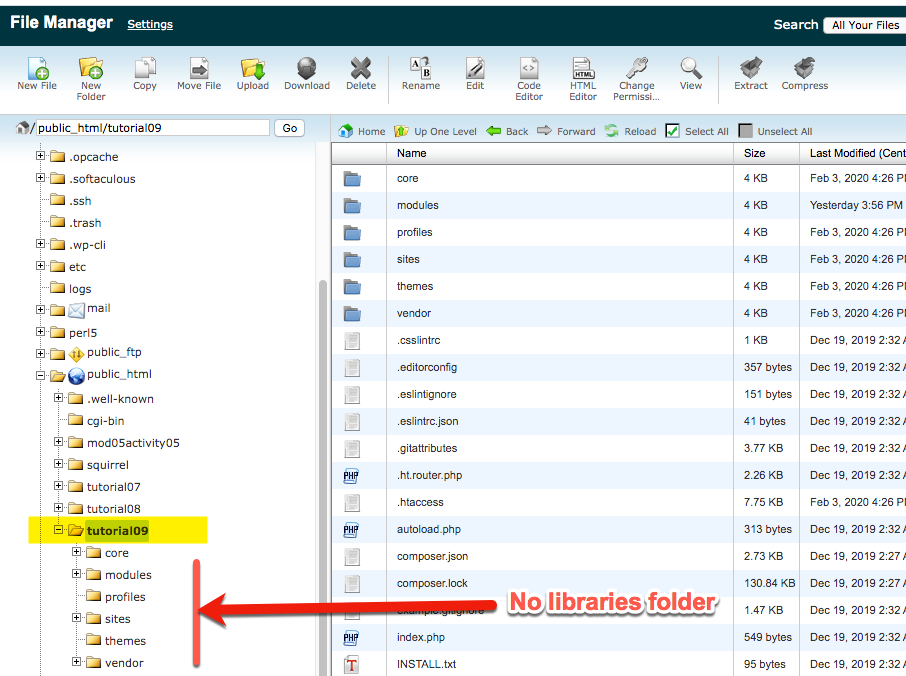 File Manager Settings Search All Your Files
New File New Folder Copy Move File Upload Download Delete Rename Edit Code Editor HTML Editor Change Permissi... View Extract Compress
/ public_html/tutorial09 Go
Home Up One Level Back Forward Reload Select All Unselect All
.opcache
.softaculous
.ssh
.trash
.wp-cli
etc
logs
mail
perl5
public_ftp
public_html
.well-known
cgi-bin
mod05activity05
squirrel
tutorial07
tutorial08
tutorial09
core
modules
profiles
sites
themes
vendor
Name Size Last Modified (Cent
core 4 KB Feb 3, 2020 4:26 P
modules 4 KB Yesterday 3:56 PM
profiles 4 KB Feb 3, 2020 4:26 P
sites 4 KB Feb 3, 2020 4:26 P
themes 4 KB Feb 3, 2020 4:26 P
vendor 4 KB Feb 3, 2020 4:26 P
.csslintrc 1 KB Dec 19, 2019 2:32 A
.editorconfig 357 bytes Dec 19, 2019 2:32 A
.eslintignore 151 bytes Dec 19, 2019 2:32 A
.eslintrc.json 41 bytes Dec 19, 2019 2:32 A
.gitattributes 3.77 KB Dec 19, 2019 2:32 A
PHP .ht.router.php 2.26 KB Dec 19, 2019 2:32 A
.htaccess 7.75 KB Feb 3, 2020 4:26 P
PHP autoload.php 313 bytes Dec 19, 2019 2:32 A
composer.json 2.73 KB Dec 19, 2019 2:27 A
composer.lock 130.84 KB Dec 19, 2019 2:27 A
example.gitignore 1.47 KB Dec 19, 2019 2:32 A
No libraries folder
PHP index.php 549 bytes Dec 19, 2019 2:32 A
T INSTALL.txt 95 bytes Dec 19, 2019 2:32 A